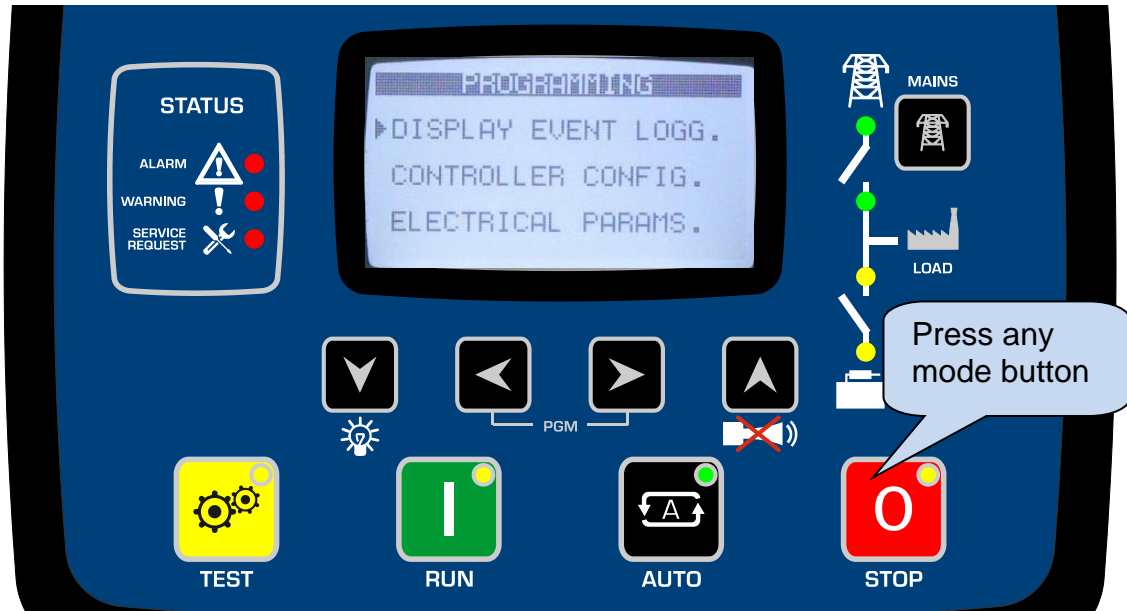 STATUS
ALARM
WARNING
SERVICE
REQUEST
PROGRAMMING
DISPLAY EVENT LOGG.
CONTROLLER CONFIG.
ELECTRICAL PARAMS.
MAINS
LOAD
Press any
mode button
PGM
A
O
TEST
RUN
AUTO
STOP